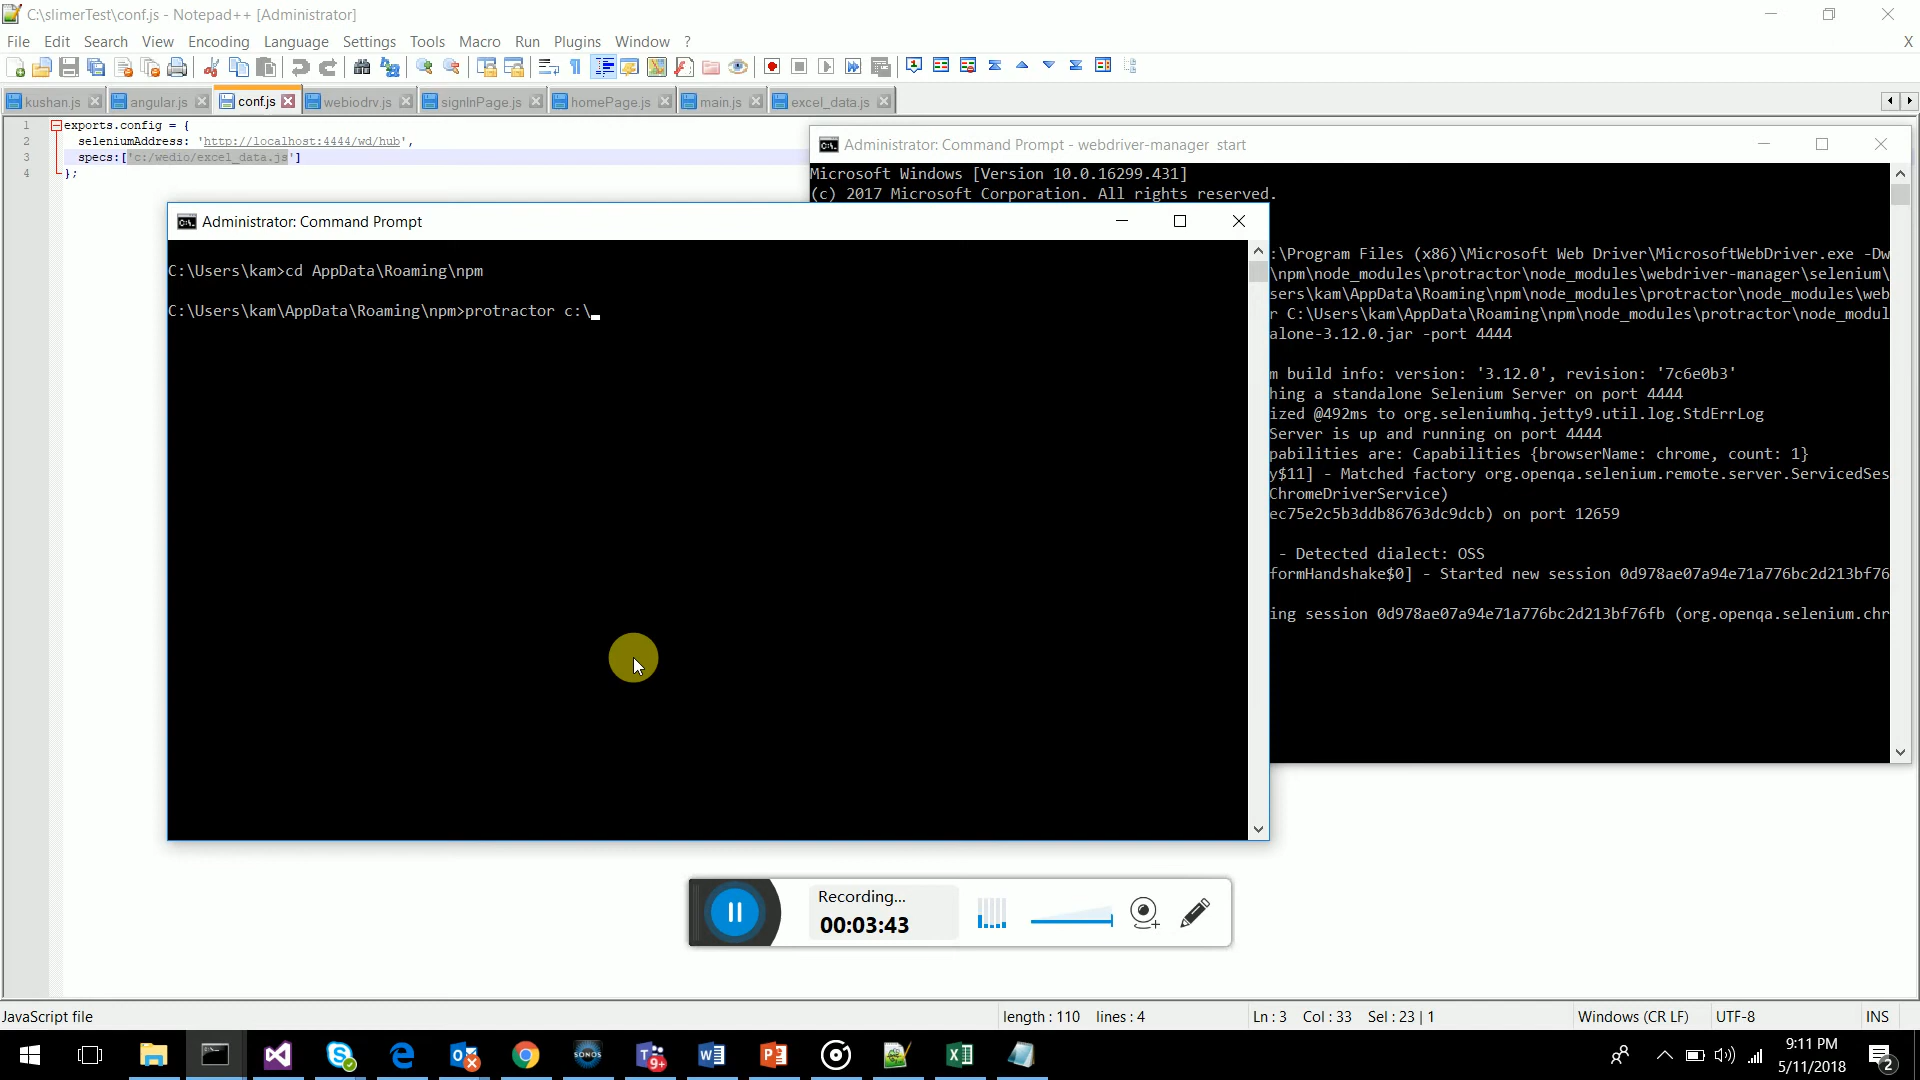 C:\slimerTest\conf.js - Notepad++ [Administrator]
File Edit Search View Encoding Language Settings Tools Macro Run Plugins Window ? X
kushan.js angular.js conf.js webiodrv.js signInPage.js homePage.js main.js excel_data.js
1 exports.config = {
2 seleniumAddress: 'http://localhost:4444/wd/hub',
3 specs:['c:/wedio/excel_data.js']
4 };
Administrator: Command Prompt - webdriver-manager start
Microsoft Windows [Version 10.0.16299.431]
(c) 2017 Microsoft Corporation. All rights reserved.
:\Program Files (x86)\Microsoft Web Driver\MicrosoftWebDriver.exe -Dw
\npm\node_modules\protractor\node_modules\webdriver-manager\selenium\
sers\kam\AppData\Roaming\npm\node_modules\protractor\node_modules\web
r C:\Users\kam\AppData\Roaming\npm\node_modules\protractor\node_modul
alone-3.12.0.jar -port 4444
m build info: version: '3.12.0', revision: '7c6e0b3'
hing a standalone Selenium Server on port 4444
ized @492ms to org.seleniumhq.jetty9.util.log.StdErrLog
Server is up and running on port 4444
pabilities are: Capabilities {browserName: chrome, count: 1}
y$11] - Matched factory org.openqa.selenium.remote.server.ServicedSes
ChromeDriverService)
ec75e2c5b3ddb86763dc9dcb) on port 12659
- Detected dialect: OSS
formHandshake$0] - Started new session 0d978ae07a94e71a776bc2d213bf76
ing session 0d978ae07a94e71a776bc2d213bf76fb (org.openqa.selenium.chr
Administrator: Command Prompt
C:\Users\kam>cd AppData\Roaming\npm
C:\Users\kam\AppData\Roaming\npm>protractor c:\
Recording...
00:03:43
JavaScript file length : 110 lines : 4 Ln : 3 Col : 33 Sel : 23 | 1 Windows (CR LF) UTF-8 INS
SONOS
9+
9:11 PM
5/11/2018
2